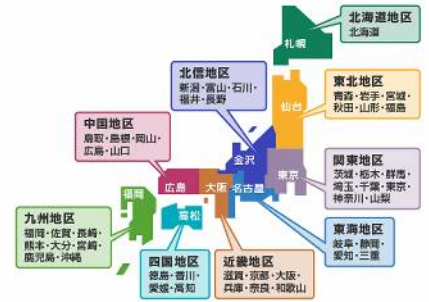 北海道地区
北海道
札幌
北信地区
新潟・富山・石川・
福井・長野
東北地区
青森・岩手・宮城・
秋田・山形・福島
仙台
中国地区
鳥取・島根・岡山・
広島・山口
金沢
関東地区
茨城・栃木・群馬・
埼玉・千葉・東京・
神奈川・山梨
東京
福岡
広島
大阪
名古屋
高松
九州地区
福岡・佐賀・長崎・
熊本・大分・宮崎・
鹿児島・沖縄
四国地区
徳島・香川・
愛媛・高知
近畿地区
滋賀・京都・大阪・
兵庫・奈良・和歌山
東海地区
岐阜・静岡・
愛知・三重